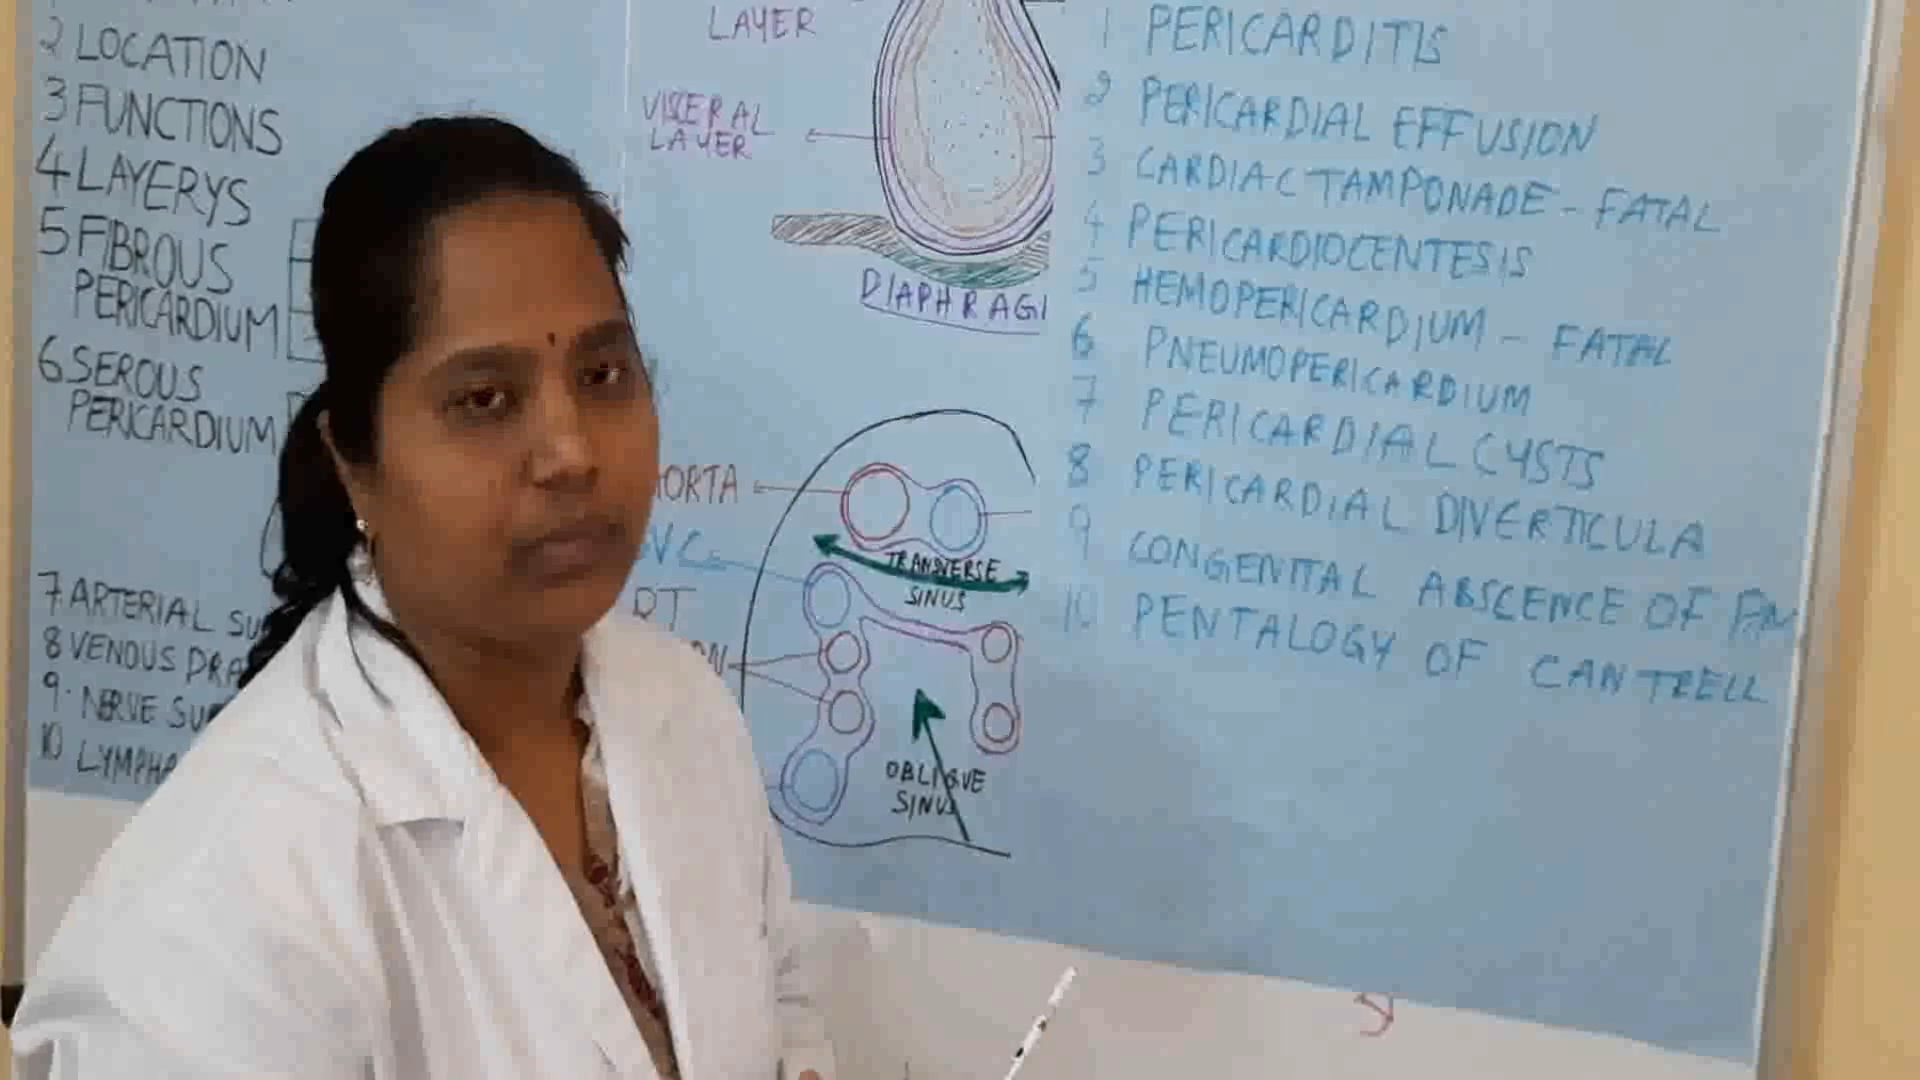 2 LOCATION
3 FUNCTIONS
4 LAYERYS
5 FIBROUS
PERICARDIUM
6 SEROUS
PERICARDIUM
7 ARTERIAL
8 VENOUS
9. NERVE
10
LAYER
VISCERAL
LAYER
DIAPHRAG
TRANSVERSE
SINUS
RT
OBLIQUE
SINUS
1 PERICARDITIS
2 PERICARDIAL EFFUSION
3 CARDIAC TAMPONADE - FATAL
4 PERICARDIOCENTESIS
5 HEMOPERICARDIUM - FATAL
6 PNEUMOPERICARDIUM
7 PERICARDIAL CYSTS
8 PERICARDIAL DIVERTICULA
9 CONGENITAL ABSCENCE OF
10 PENTALOGY OF CANTRELL